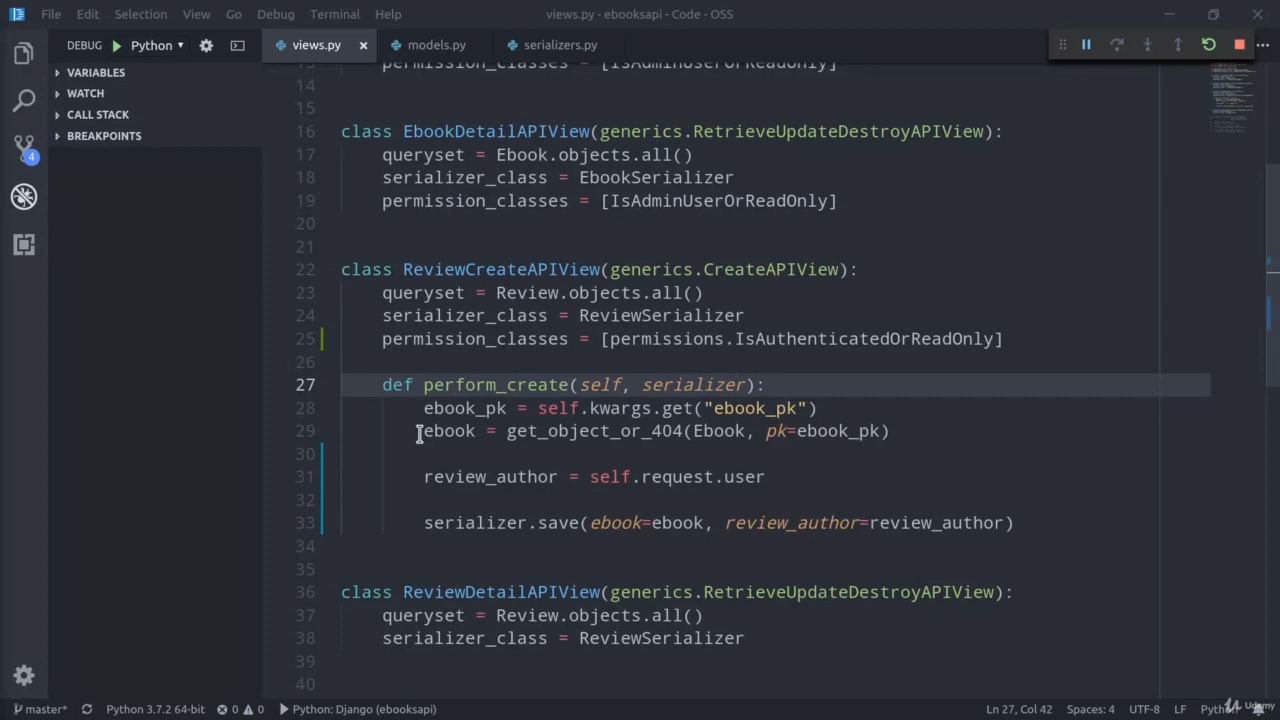 File Edit Selection View Go Debug Terminal Help views.py - ebooksapi - Code - OSS
DEBUG Python views.py models.py serializers.py
VARIABLES
WATCH
CALL STACK
BREAKPOINTS
13 permission_classes = [IsAdminUserOrReadOnly]
14
15
16 class EbookDetailAPIView(generics.RetrieveUpdateDestroyAPIView):
17 queryset = Ebook.objects.all()
18 serializer_class = EbookSerializer
19 permission_classes = [IsAdminUserOrReadOnly]
20
21
22 class ReviewCreateAPIView(generics.CreateAPIView):
23 queryset = Review.objects.all()
24 serializer_class = ReviewSerializer
25 permission_classes = [permissions.IsAuthenticatedOrReadOnly]
26
27 def perform_create(self, serializer):
28 ebook_pk = self.kwargs.get("ebook_pk")
29 ebook = get_object_or_404(Ebook, pk=ebook_pk)
30
31 review_author = self.request.user
32
33 serializer.save(ebook=ebook, review_author=review_author)
34
35
36 class ReviewDetailAPIView(generics.RetrieveUpdateDestroyAPIView):
37 queryset = Review.objects.all()
38 serializer_class = ReviewSerializer
39
40
4
master* Python 3.7.2 64-bit 0 0 Python: Django (ebooksapi) Ln 27, Col 42 Spaces: 4 UTF-8 LF Python
Udemy